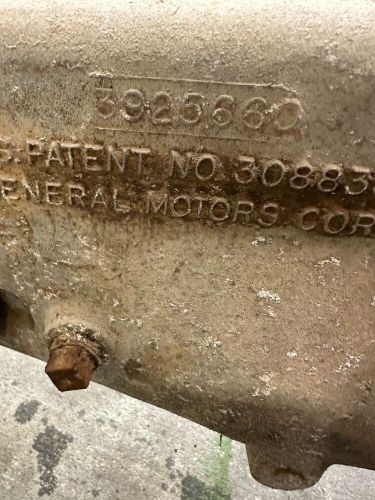 3925660
S. PATENT NO. 30883
ENERAL MOTORS COR